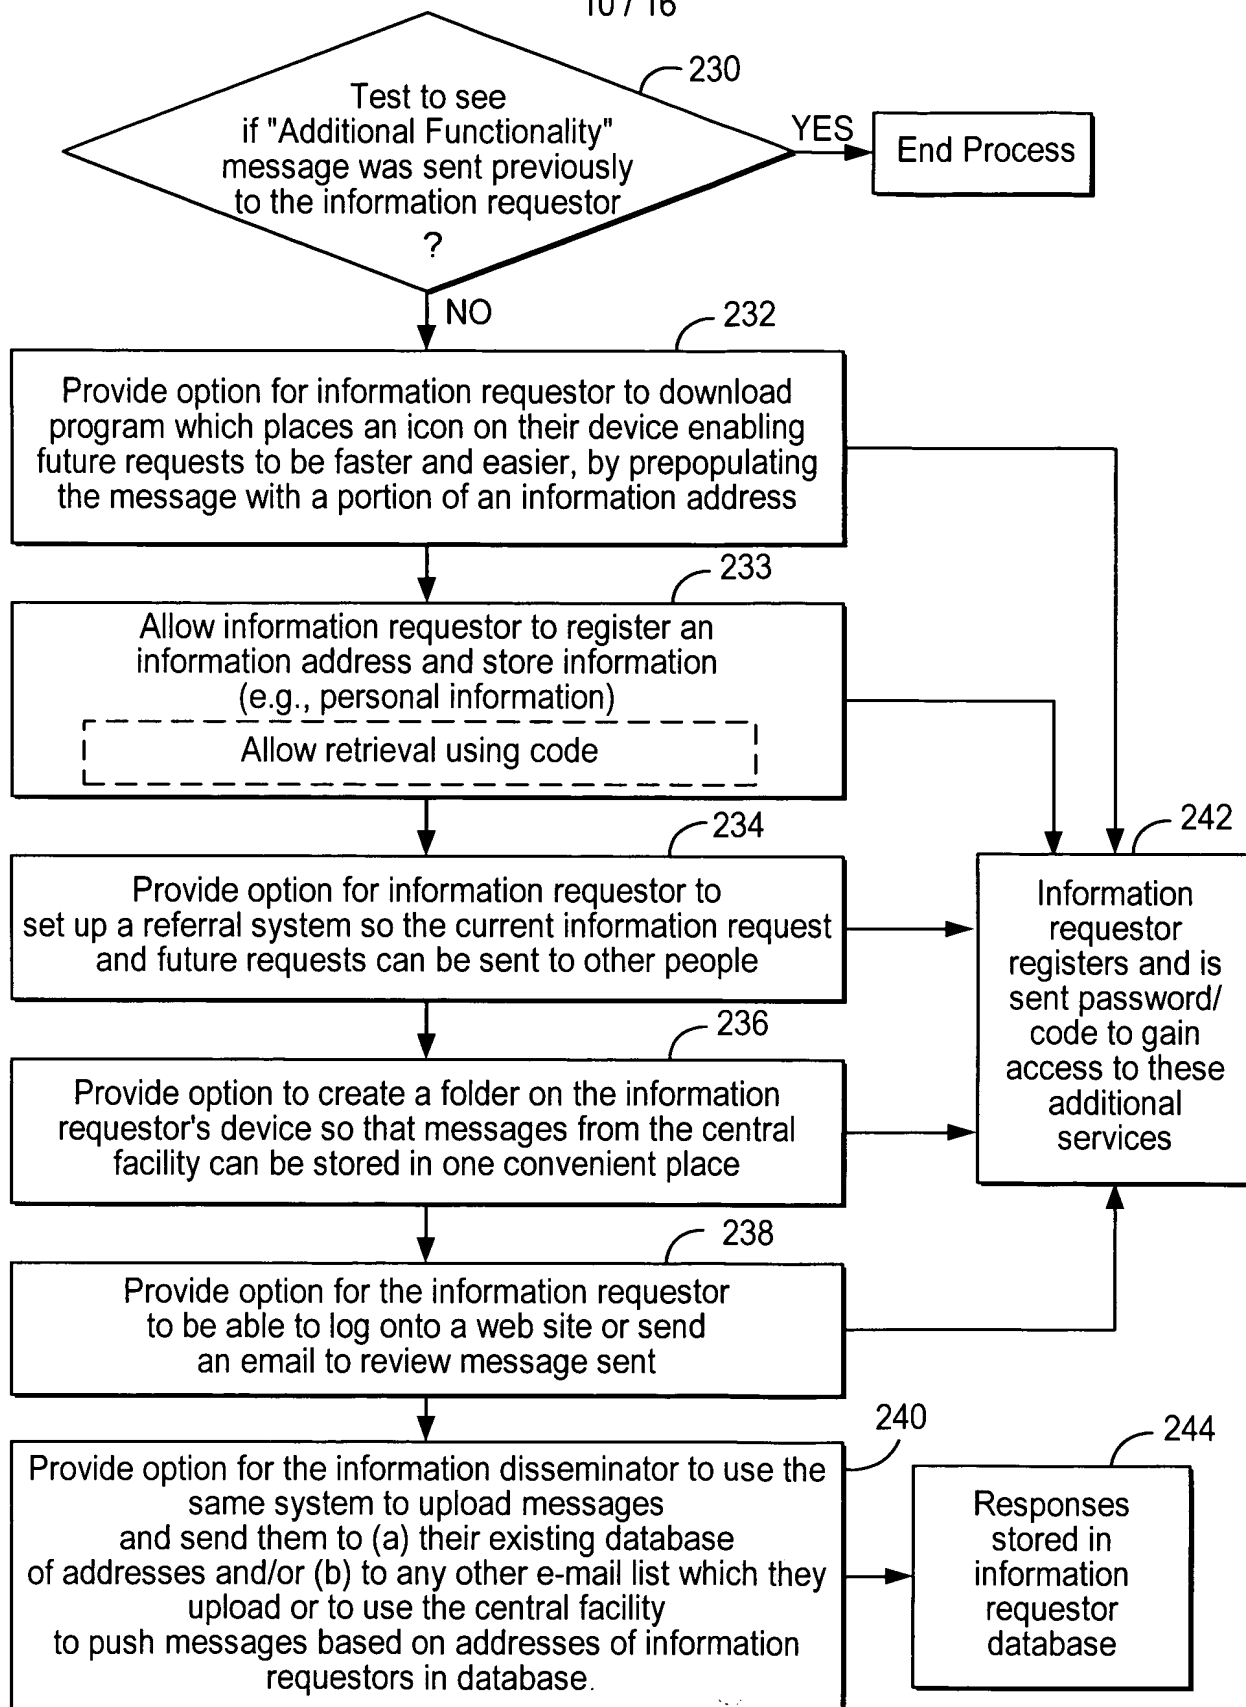 10 / 16
230
Test to see
if "Additional Functionality"
message was sent previously
to the information requestor
?
YES
End Process
NO
232
Provide option for information requestor to download
program which places an icon on their device enabling
future requests to be faster and easier, by prepopulating
the message with a portion of an information address
233
Allow information requestor to register an
information address and store information
(e.g., personal information)
Allow retrieval using code
234
Provide option for information requestor to
set up a referral system so the current information request
and future requests can be sent to other people
242
Information
requestor
registers and is
sent password/
code to gain
access to these
additional
services
236
Provide option to create a folder on the information
requestor's device so that messages from the central
facility can be stored in one convenient place
238
Provide option for the information requestor
to be able to log onto a web site or send
an email to review message sent
240
Provide option for the information disseminator to use the
same system to upload messages
and send them to (a) their existing database
of addresses and/or (b) to any other e-mail list which they
upload or to use the central facility
to push messages based on addresses of information
requestors in database.
244
Responses
stored in
information
requestor
database